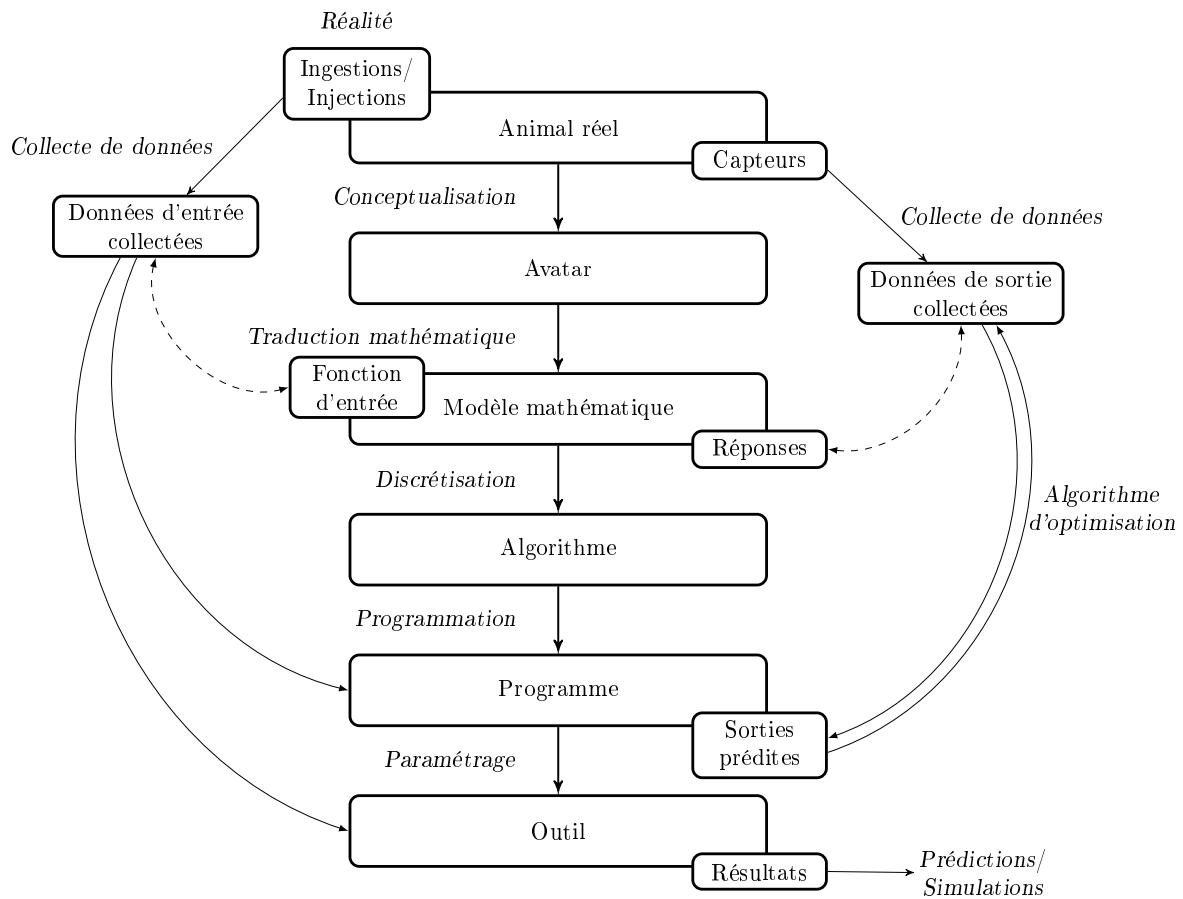 Réalité
Ingestions/
Injections
Animal réel
Collecte de données
Capteurs
Conceptualisation
Données d'entrée
collectées
Collecte de données
Avatar
Données de sortie
collectées
Traduction mathématique
Fonction
d'entrée
Modèle mathématique
Réponses
Discrétisation
Algorithme
d'optimisation
Algorithme
Programmation
Programme
Sorties
prédites
Paramétrage
Outil
Résultats
Prédictions/
Simulations